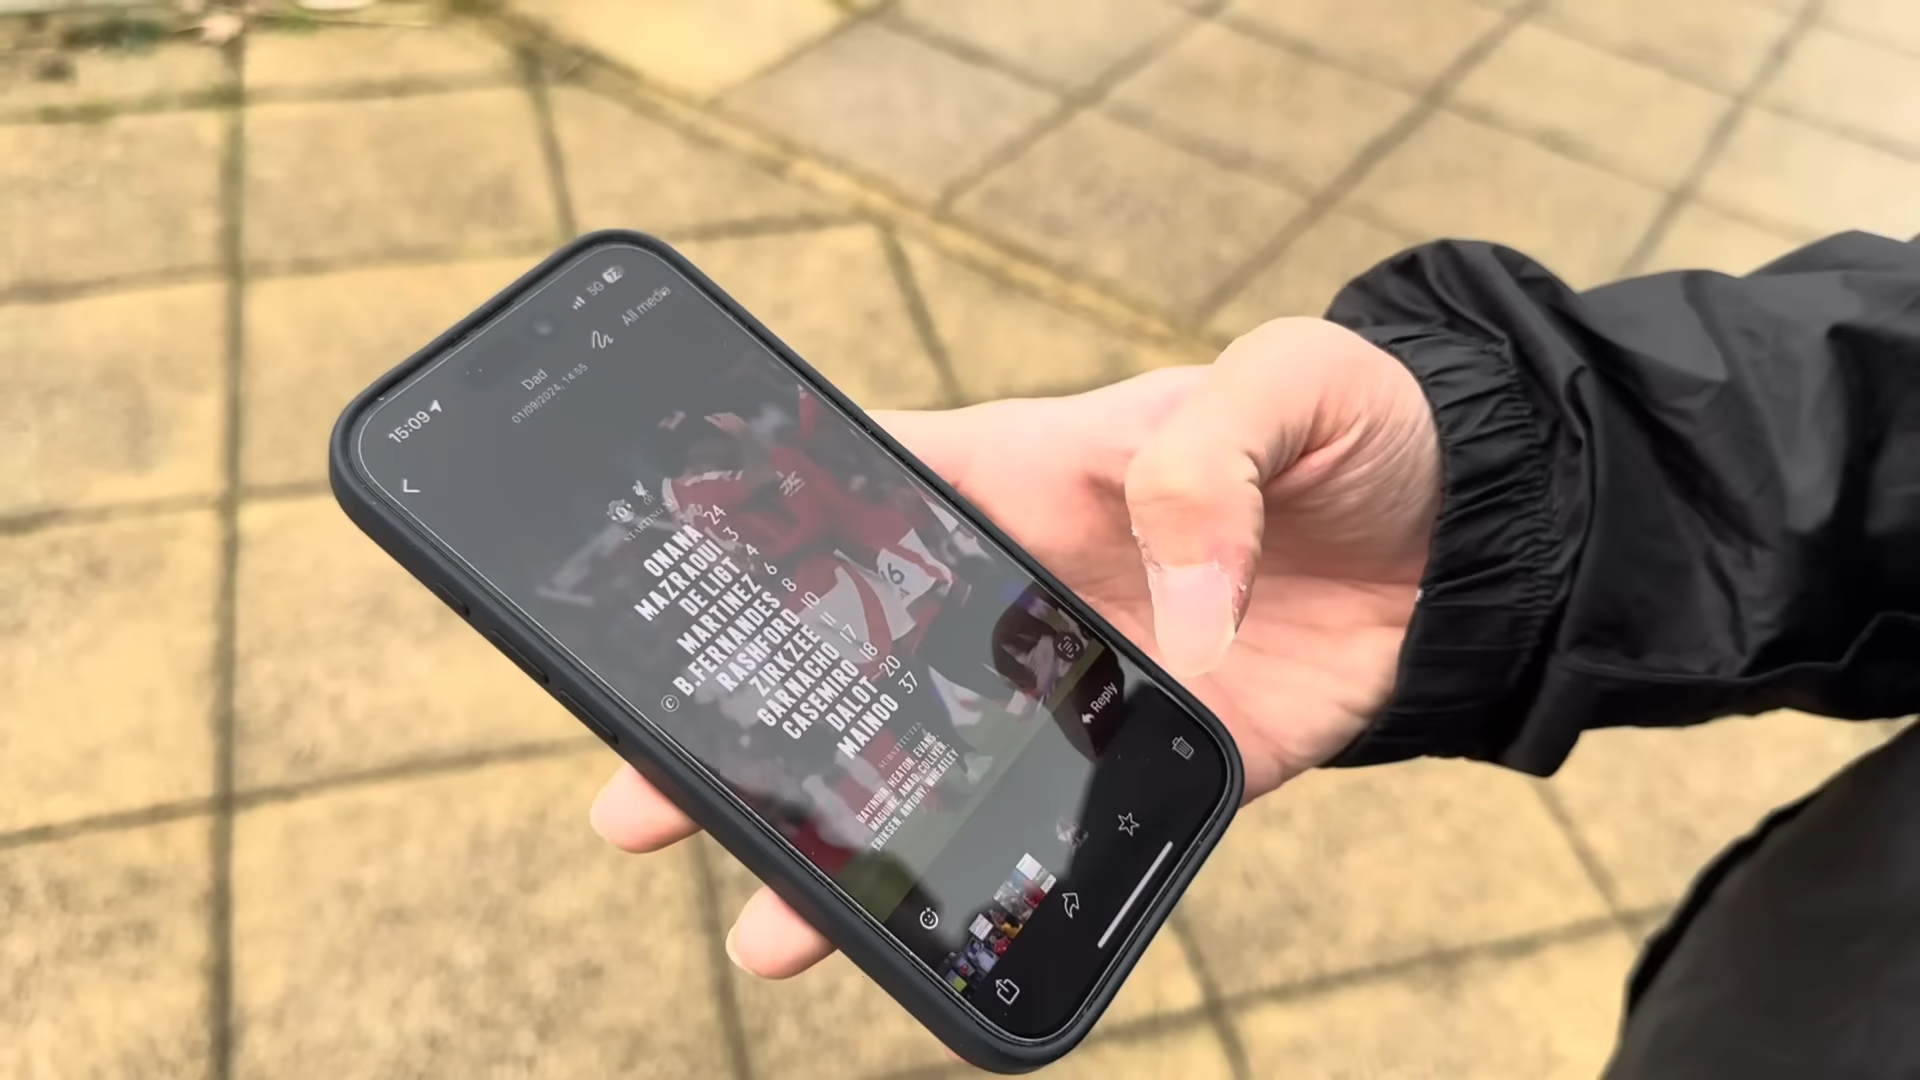 15:09
5G
Dad
01/09/2024, 14:55
All media
STARTING
ONANA 24
MAZRAOUI 3
DE LIGT 4
MARTINEZ 6
© B.FERNANDES 8
RASHFORD 10
ZIRKZEE 11
GARNACHO 17
CASEMIRO 18
DALOT 20
MAINOO 37
SUBSTITUTES
BAYINDIR, HEATON, EVANS,
MAGUIRE, AMAD, COLLYER,
ERIKSEN, ANTONY, WHEATLEY
16
Reply